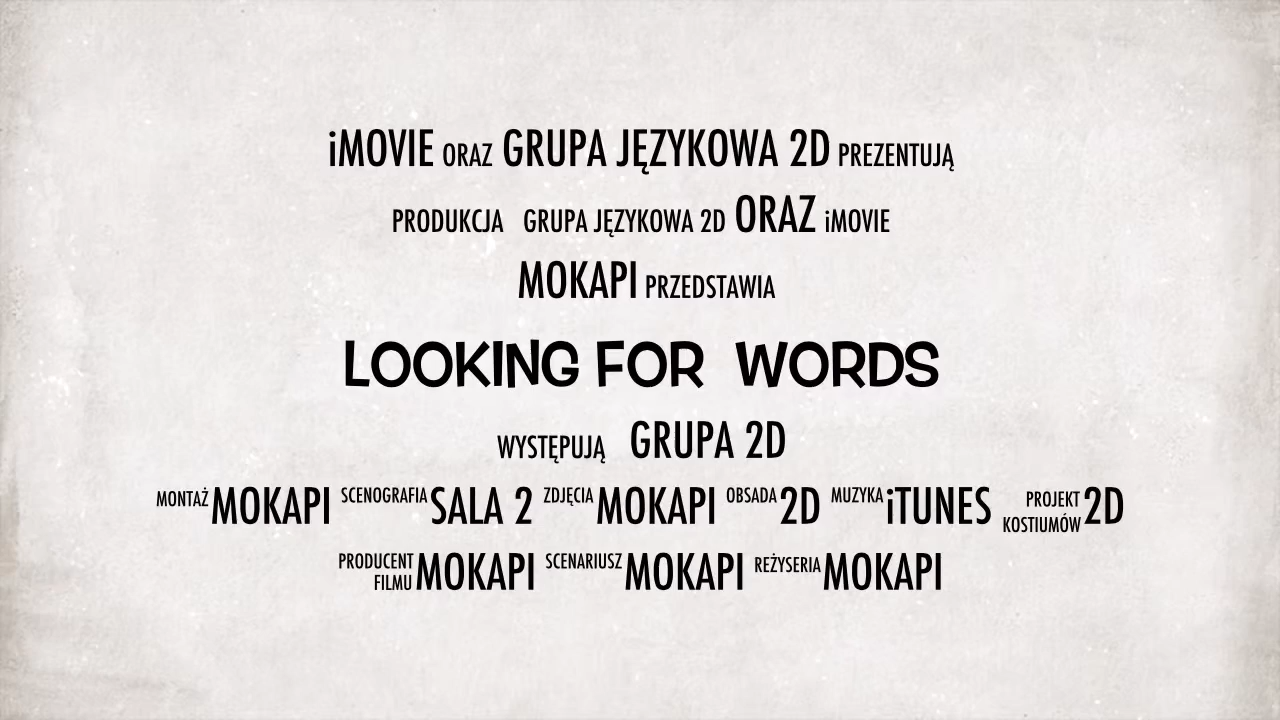 iMOVIE ORAZ GRUPA JĘZYKOWA 2D PREZENTUJĄ
PRODUKCJA GRUPA JĘZYKOWA 2D ORAZ iMOVIE
MOKAPI PRZEDSTAWIA
LOOKING FOR WORDS
WYSTĘPUJĄ GRUPA 2D
MONTAŻ MOKAPI SCENOGRAFIA SALA 2 ZDJĘCIA MOKAPI OBSADA 2D MUZYKA iTUNES PROJEKT KOSTIUMÓW 2D
PRODUCENT FILMU MOKAPI SCENARIUSZ MOKAPI REŻYSERIA MOKAPI